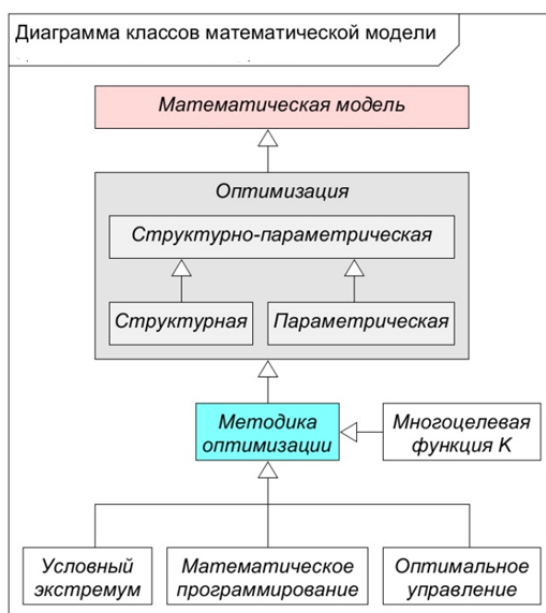 Диаграмма классов математической модели
Математическая модель
Оптимизация
Структурно-параметрическая
Структурная
Параметрическая
Методика
оптимизации
Многоцелевая
функция K
Условный
экстремум
Математическое
программирование
Оптимальное
управление